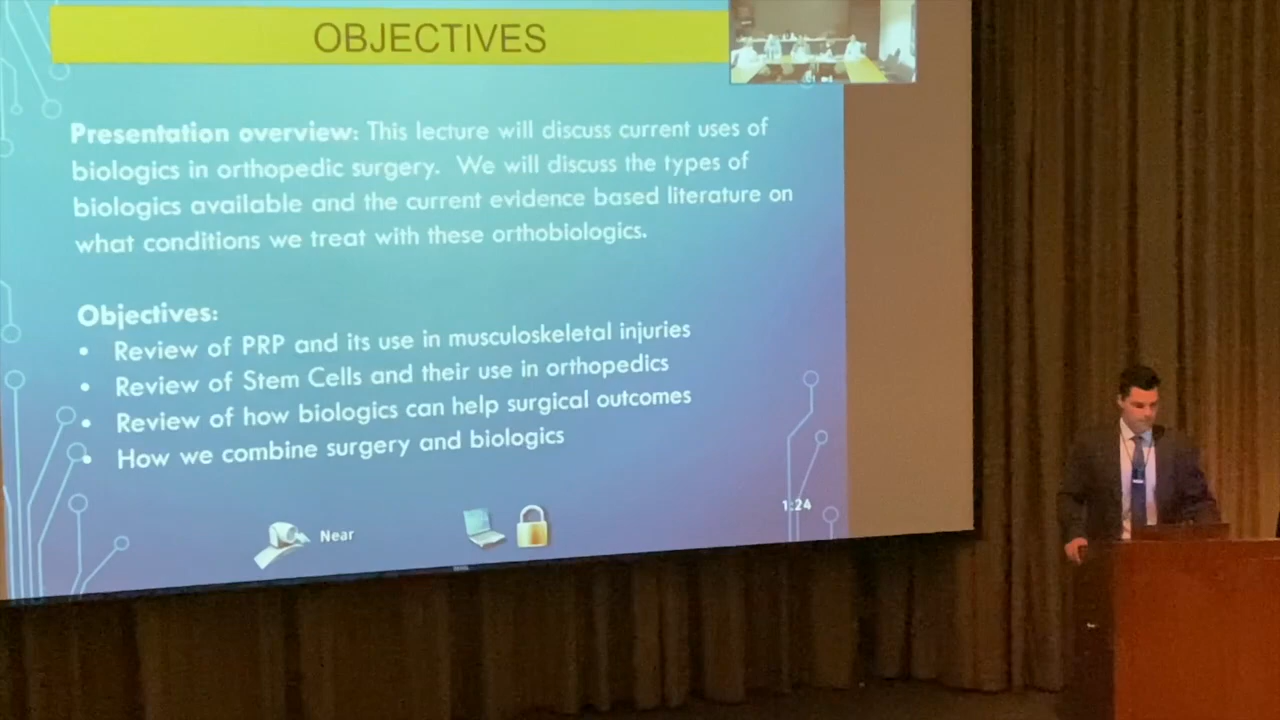 OBJECTIVES
Presentation overview: This lecture will discuss current uses of
biologics in orthopedic surgery. We will discuss the types of
biologics available and the current evidence based literature on
what conditions we treat with these orthobiologics.
Objectives:
• Review of PRP and its use in musculoskeletal injuries
• Review of Stem Cells and their use in orthopedics
• Review of how biologics can help surgical outcomes
• How we combine surgery and biologics
Near
1:24